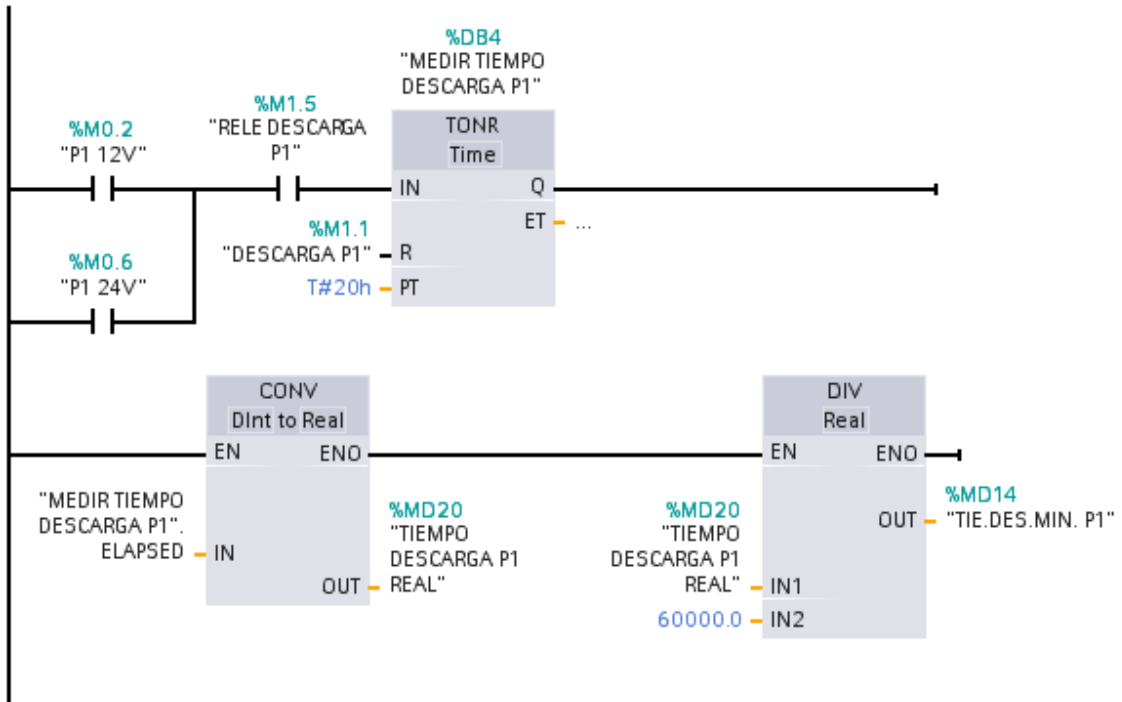 %DB4
"MEDIR TIEMPO
DESCARGA P1"
%M1.5
"RELE DESCARGA
P1"
TONR
Time
%M0.2
"P1 12V"
IN
Q
ET
...
%M1.1
"DESCARGA P1"
R
%M0.6
"P1 24V"
T#20h
PT
CONV
DInt to Real
EN
ENO
"MEDIR TIEMPO
DESCARGA P1".
ELAPSED
IN
OUT
%MD20
"TIEMPO
DESCARGA P1
REAL"
DIV
Real
EN
ENO
%MD20
"TIEMPO
DESCARGA P1
REAL"
IN1
60000.0
IN2
OUT
%MD14
"TIE.DES.MIN. P1"